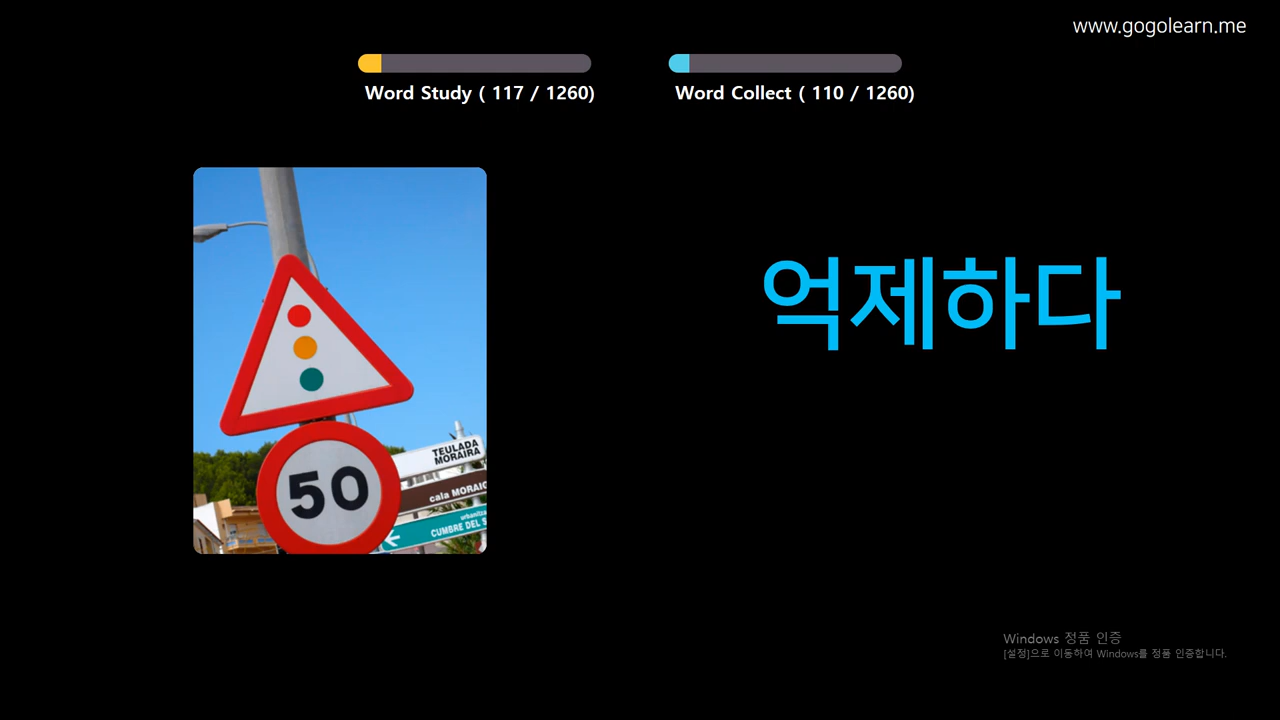 www.gogolearn.me
Word Study ( 117 / 1260)
Word Collect ( 110 / 1260)
억제하다
TEULADA
MORAIRA
50
cala MORAIG
urbanitza
CUMBRE DEL S
Windows 정품 인증
[설정]으로 이동하여 Windows를 정품 인증합니다.